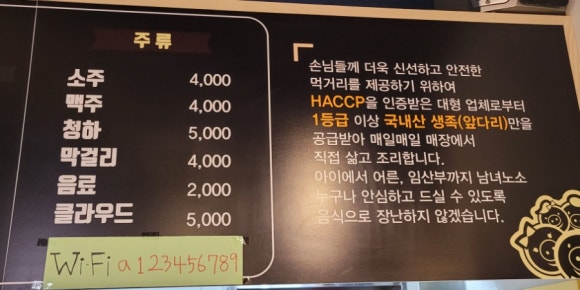 주류
소주 4,000
맥주 4,000
청하 5,000
막걸리 4,000
음료 2,000
클라우드 5,000
Wi-Fi a123456789
손님들께 더욱 신선하고 안전한
먹거리를 제공하기 위하여
HACCP을 인증받은 대형 업체로부터
1등급 이상 국내산 생족(앞다리)만을
공급받아 매일매일 매장에서
직접 삶고 조리합니다.
아이에서 어른, 임산부까지 남녀노소
누구나 안심하고 드실 수 있도록
음식으로 장난하지 않겠습니다.